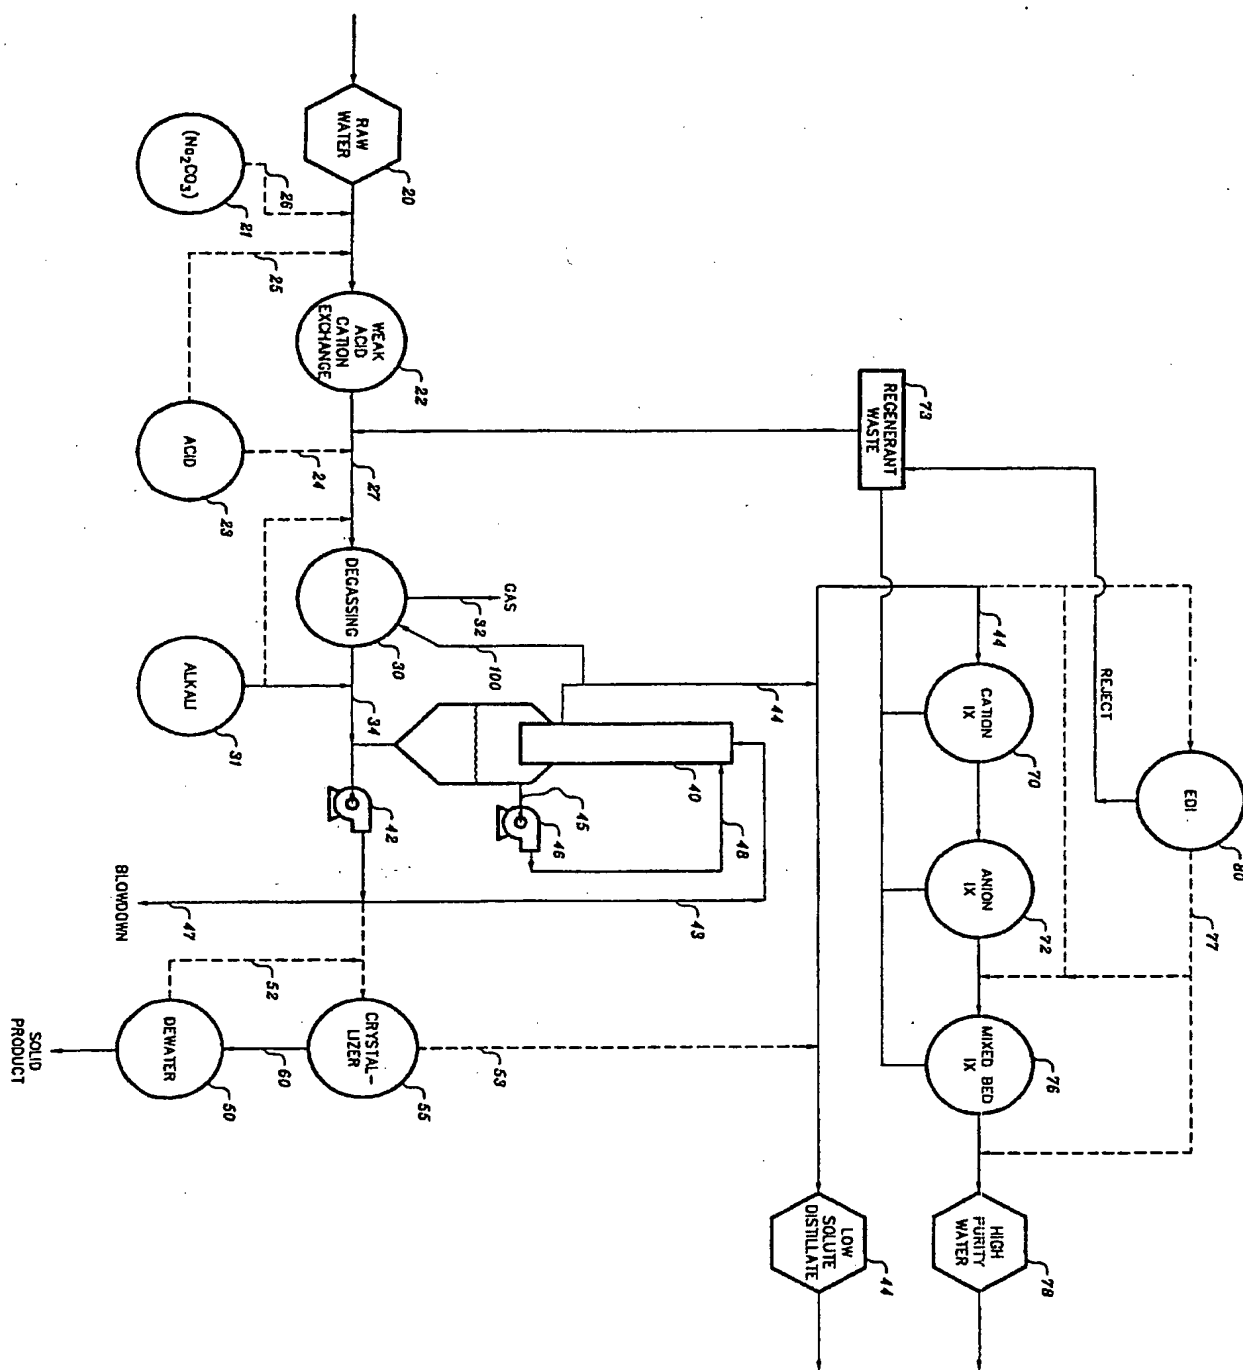 RAW
WATER
20
(Na₂CO₃)
26
21
25
WEAK
ACID
CATION
EXCHANGE
22
ACID
24
23
27
DEGASSING
30
GAS
32
100
ALKALI
31
34
40
42
44
45
46
48
43
47
BLOWDOWN
52
CRYSTAL-
LIZER
55
53
60
DEWATER
50
SOLID
PRODUCT
REGENERANT
WASTE
73
44
REJECT
CATION
IX
70
ANION
IX
72
EDI
80
77
MIXED BED
IX
76
HIGH
PURITY
WATER
78
LOW
SOLUTE
DISTILLATE
44